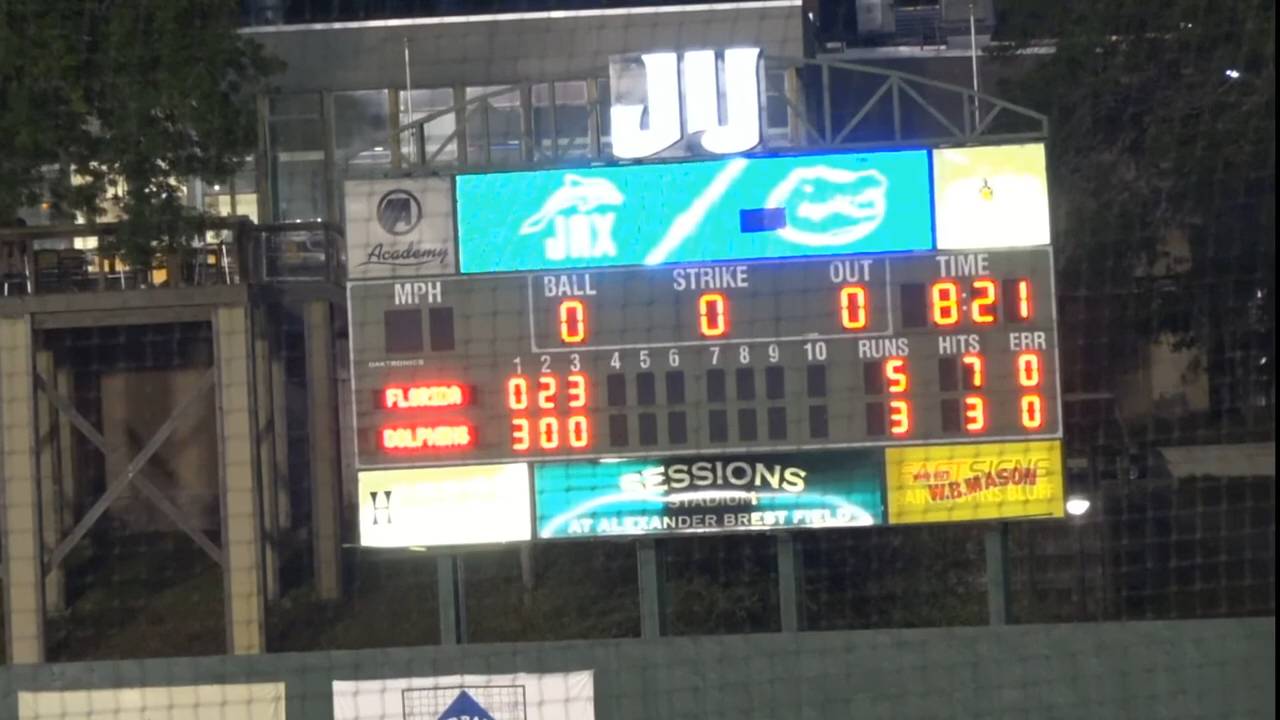 JU
JAX
Academy
BALL STRIKE OUT TIME
MPH
0 0 0 8:21
DAKTRONICS
1 2 3 4 5 6 7 8 9 10 RUNS HITS ERR
FLORIDA 0 2 3 5 7 0
DOLPHINS 3 0 0 3 3 0
SESSIONS
STADIUM
AT ALEXANDER BREST FIELD
FASTSIGNS
W.B. MASON